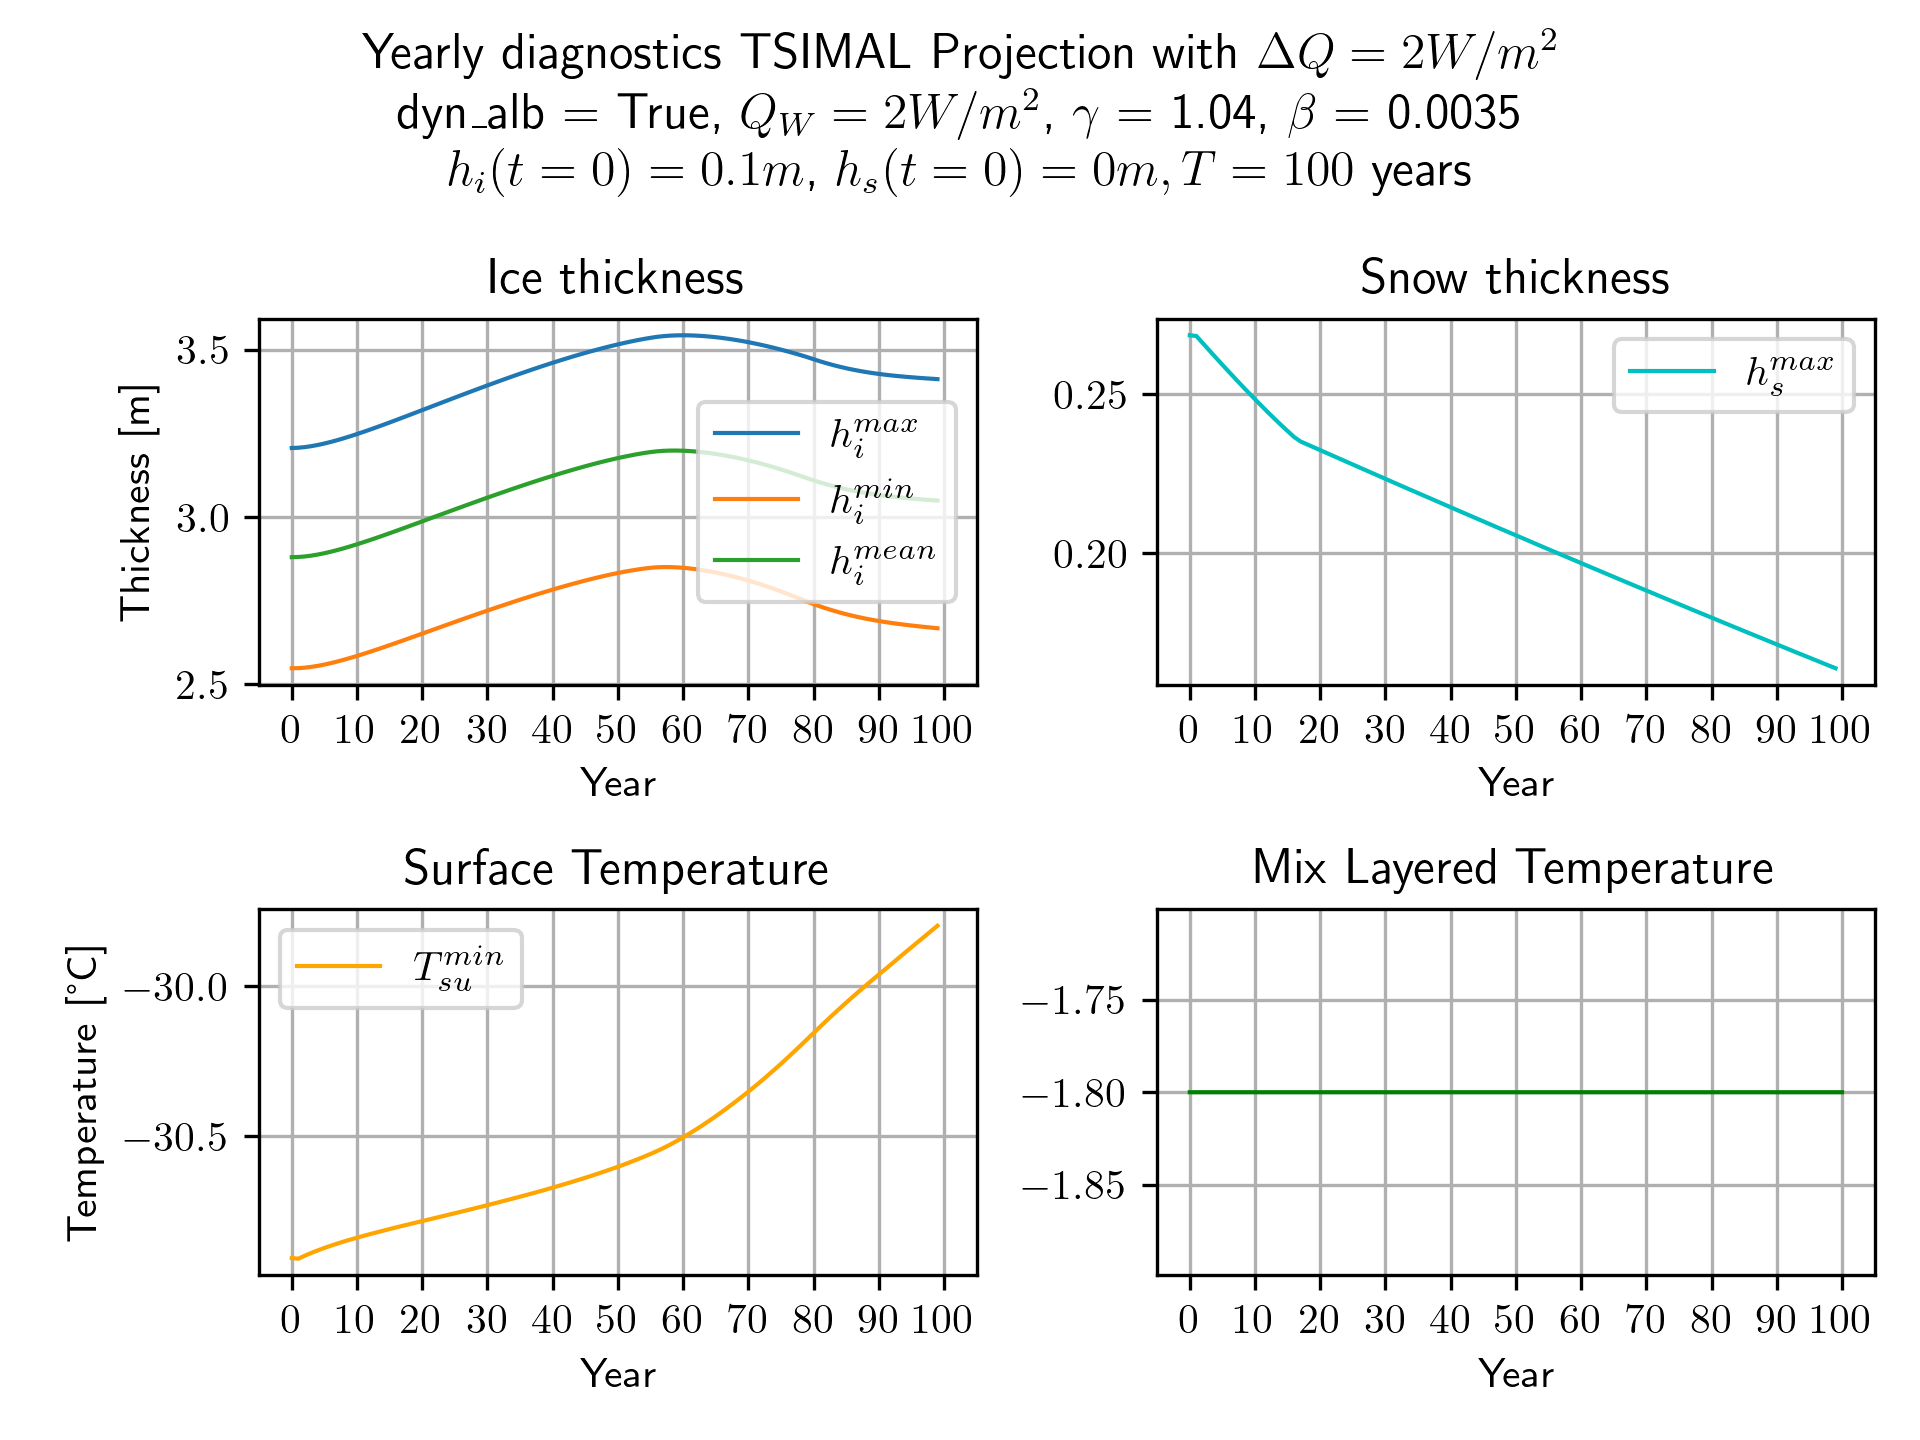 Yearly diagnostics TSIMAL Projection with ΔQ = 2W/m²
dyn_alb = True, Q_W = 2W/m², γ = 1.04, β = 0.0035
h_i(t = 0) = 0.1m, h_s(t = 0) = 0m, T = 100 years
Ice thickness
Thickness [m]
3.5
3.0
2.5
h_i^max
h_i^min
h_i^mean
0 10 20 30 40 50 60 70 80 90 100
Year
Snow thickness
0.25
0.20
h_s^max
0 10 20 30 40 50 60 70 80 90 100
Year
Surface Temperature
Temperature [°C]
−30.0
−30.5
T_su^min
0 10 20 30 40 50 60 70 80 90 100
Year
Mix Layered Temperature
−1.75
−1.80
−1.85
0 10 20 30 40 50 60 70 80 90 100
Year